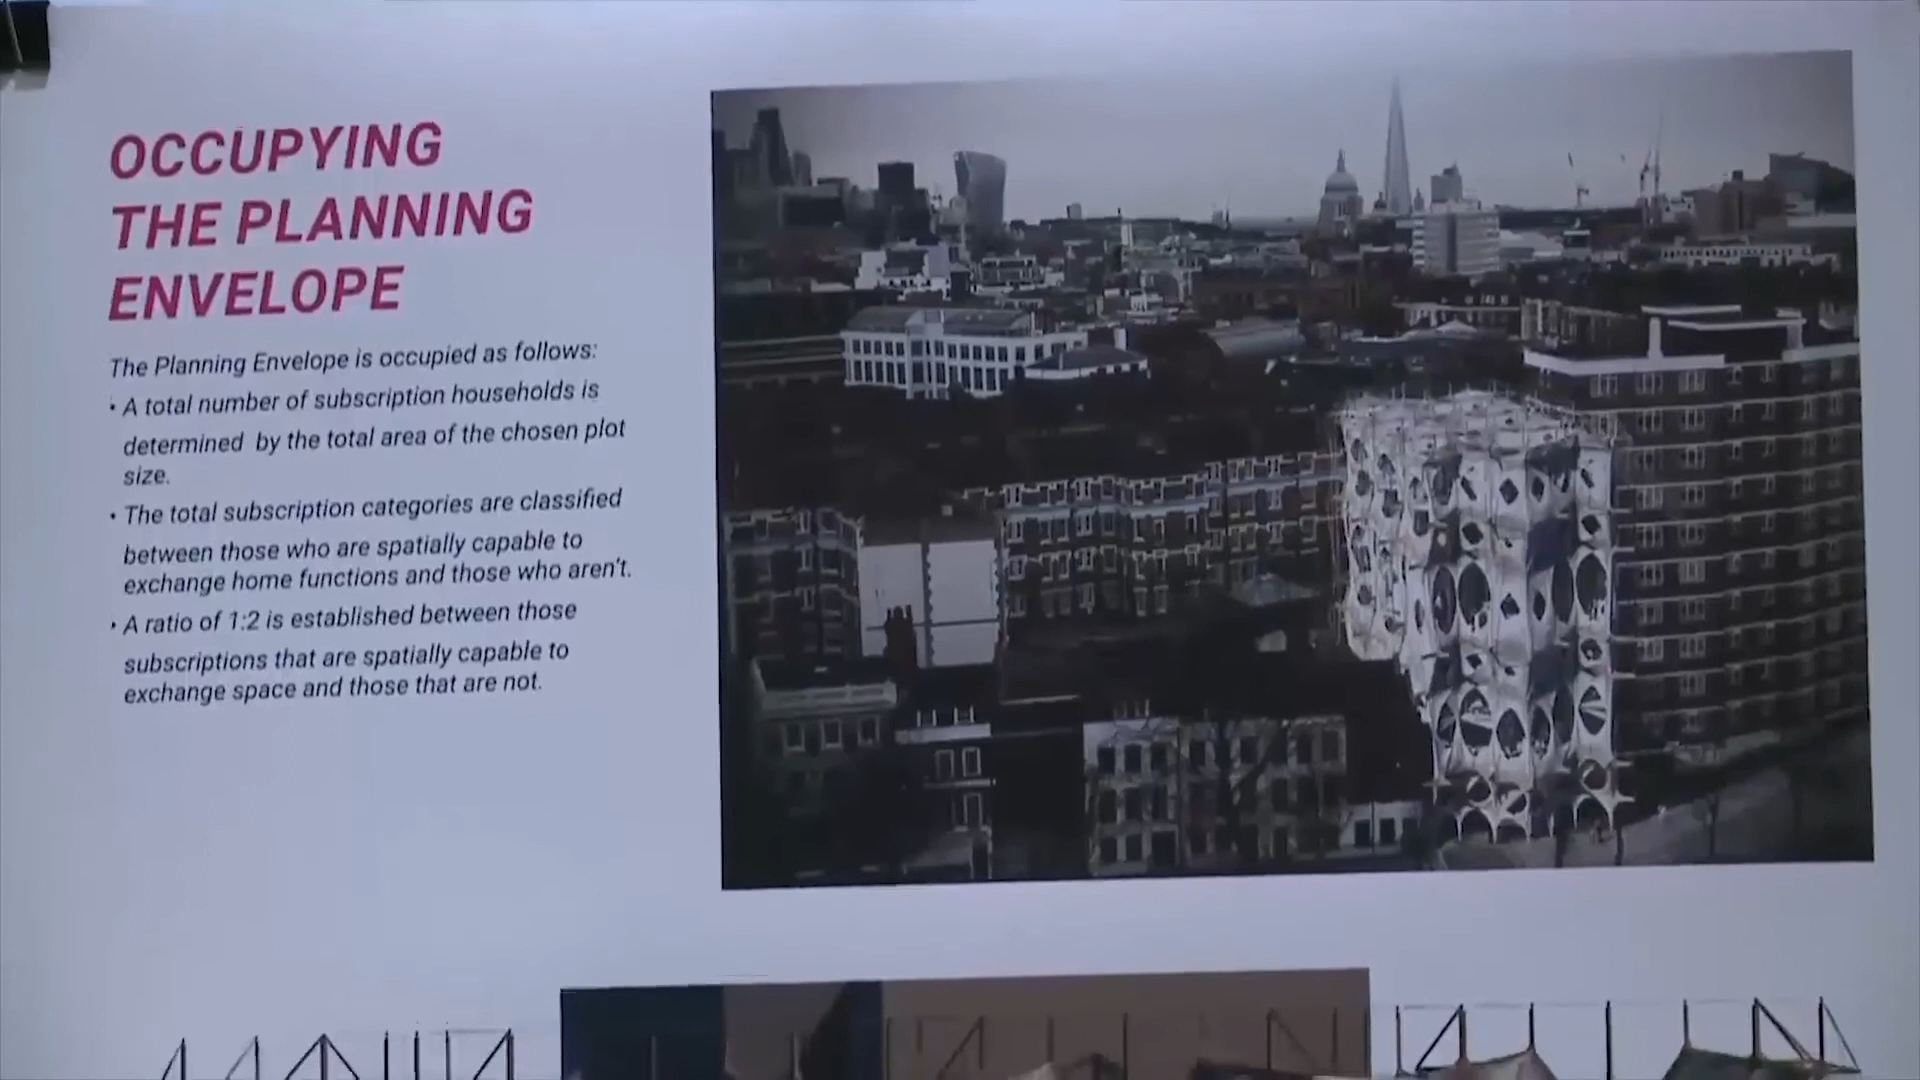 OCCUPYING
THE PLANNING
ENVELOPE
The Planning Envelope is occupied as follows:
• A total number of subscription households is
determined by the total area of the chosen plot
size.
• The total subscription categories are classified
between those who are spatially capable to
exchange home functions and those who aren't.
• A ratio of 1:2 is established between those
subscriptions that are spatially capable to
exchange space and those that are not.